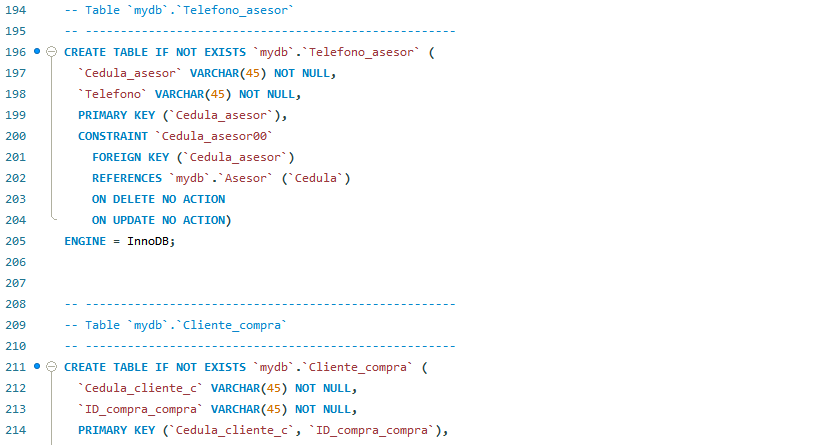 194 -- Table `mydb`.`Telefono_asesor`
195 -- -----------------------------------------------------
196 CREATE TABLE IF NOT EXISTS `mydb`.`Telefono_asesor` (
197 `Cedula_asesor` VARCHAR(45) NOT NULL,
198 `Telefono` VARCHAR(45) NOT NULL,
199 PRIMARY KEY (`Cedula_asesor`),
200 CONSTRAINT `Cedula_asesor00`
201 FOREIGN KEY (`Cedula_asesor`)
202 REFERENCES `mydb`.`Asesor` (`Cedula`)
203 ON DELETE NO ACTION
204 ON UPDATE NO ACTION)
205 ENGINE = InnoDB;
206
207
208 -- -----------------------------------------------------
209 -- Table `mydb`.`Cliente_compra`
210 -- -----------------------------------------------------
211 CREATE TABLE IF NOT EXISTS `mydb`.`Cliente_compra` (
212 `Cedula_cliente_c` VARCHAR(45) NOT NULL,
213 `ID_compra_compra` VARCHAR(45) NOT NULL,
214 PRIMARY KEY (`Cedula_cliente_c`, `ID_compra_compra`),